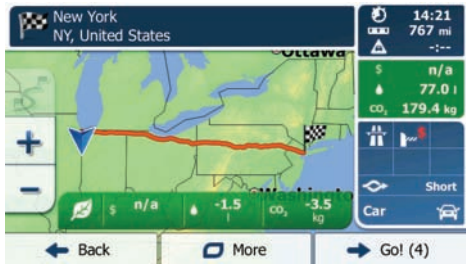 New York
NY, United States
14:21
767 mi
-:--
$ n/a
77.0 l
CO₂ 179.4 kg
Ottawa
$
Short
Car
Washington
$ n/a
-1.5
l
CO₂ -3.5
kg
+
−
Back
More
Go! (4)